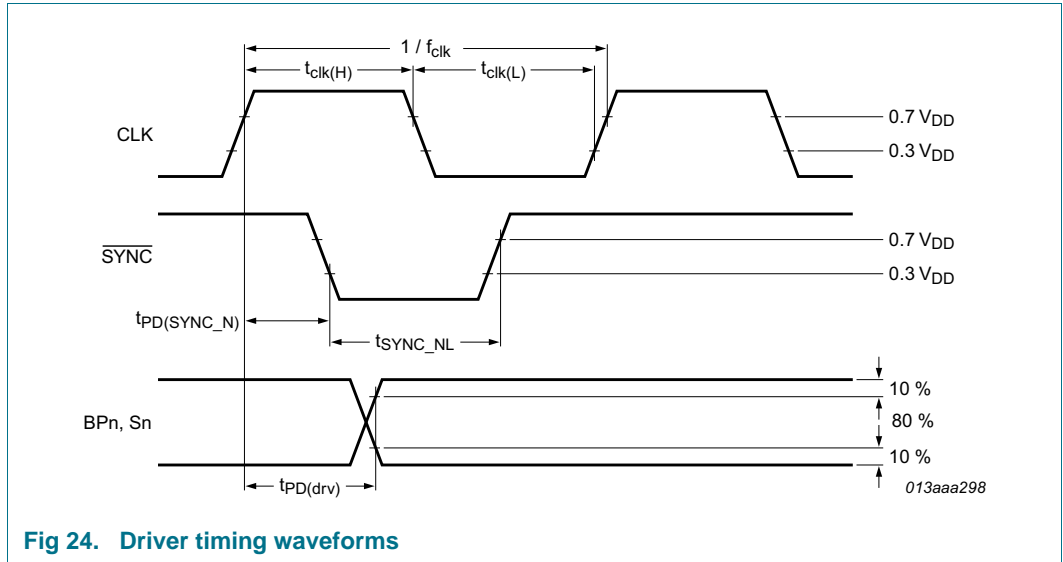 1 / fclk
tclk(H)
tclk(L)
CLK
0.7 VDD
0.3 VDD
SYNC
0.7 VDD
0.3 VDD
tPD(SYNC_N)
tSYNC_NL
BPn, Sn
10 %
80 %
10 %
tPD(drv)
013aaa298
Fig 24. Driver timing waveforms